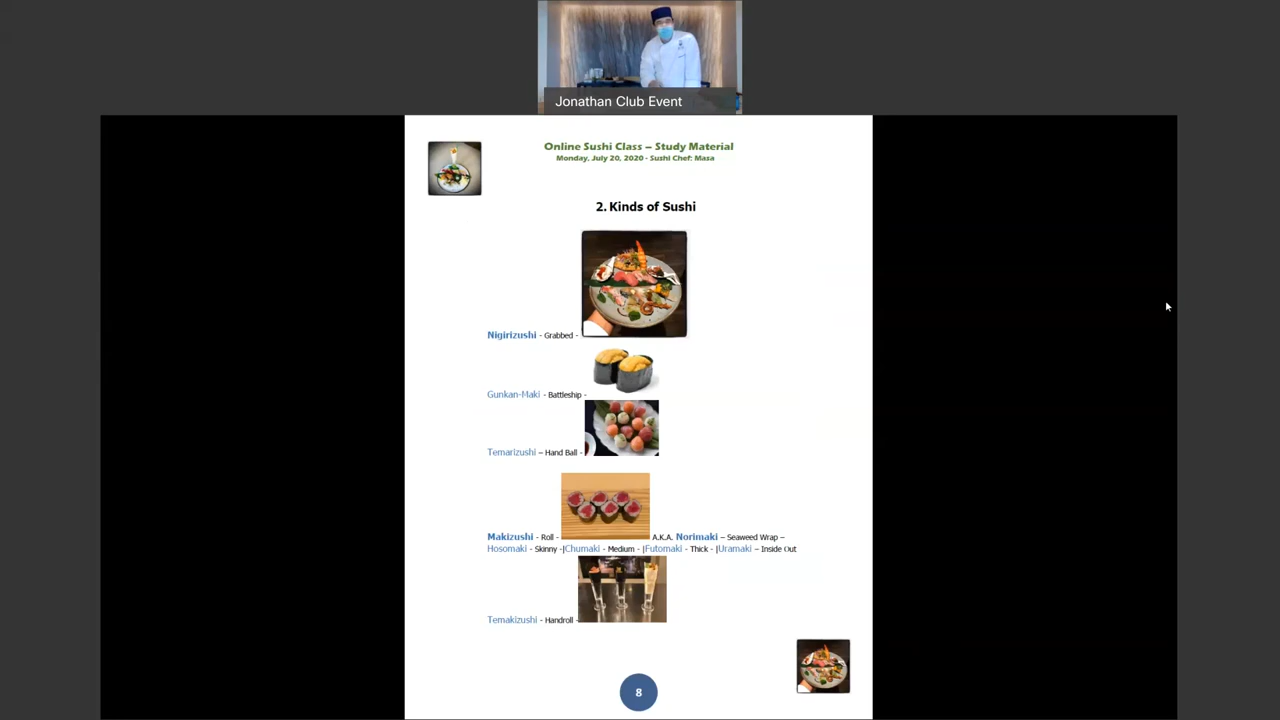 Jonathan Club Event
Online Sushi Class – Study Material
Monday, July 20, 2020 - Sushi Chef: Masa
2. Kinds of Sushi
Nigirizushi - Grabbed -
Gunkan-Maki - Battleship -
Temarizushi – Hand Ball -
Makizushi - Roll - A.K.A. Norimaki – Seaweed Wrap –
Hosomaki - Skinny -|Chumaki - Medium - |Futomaki - Thick - |Uramaki – Inside Out
Temakizushi - Handroll -
8